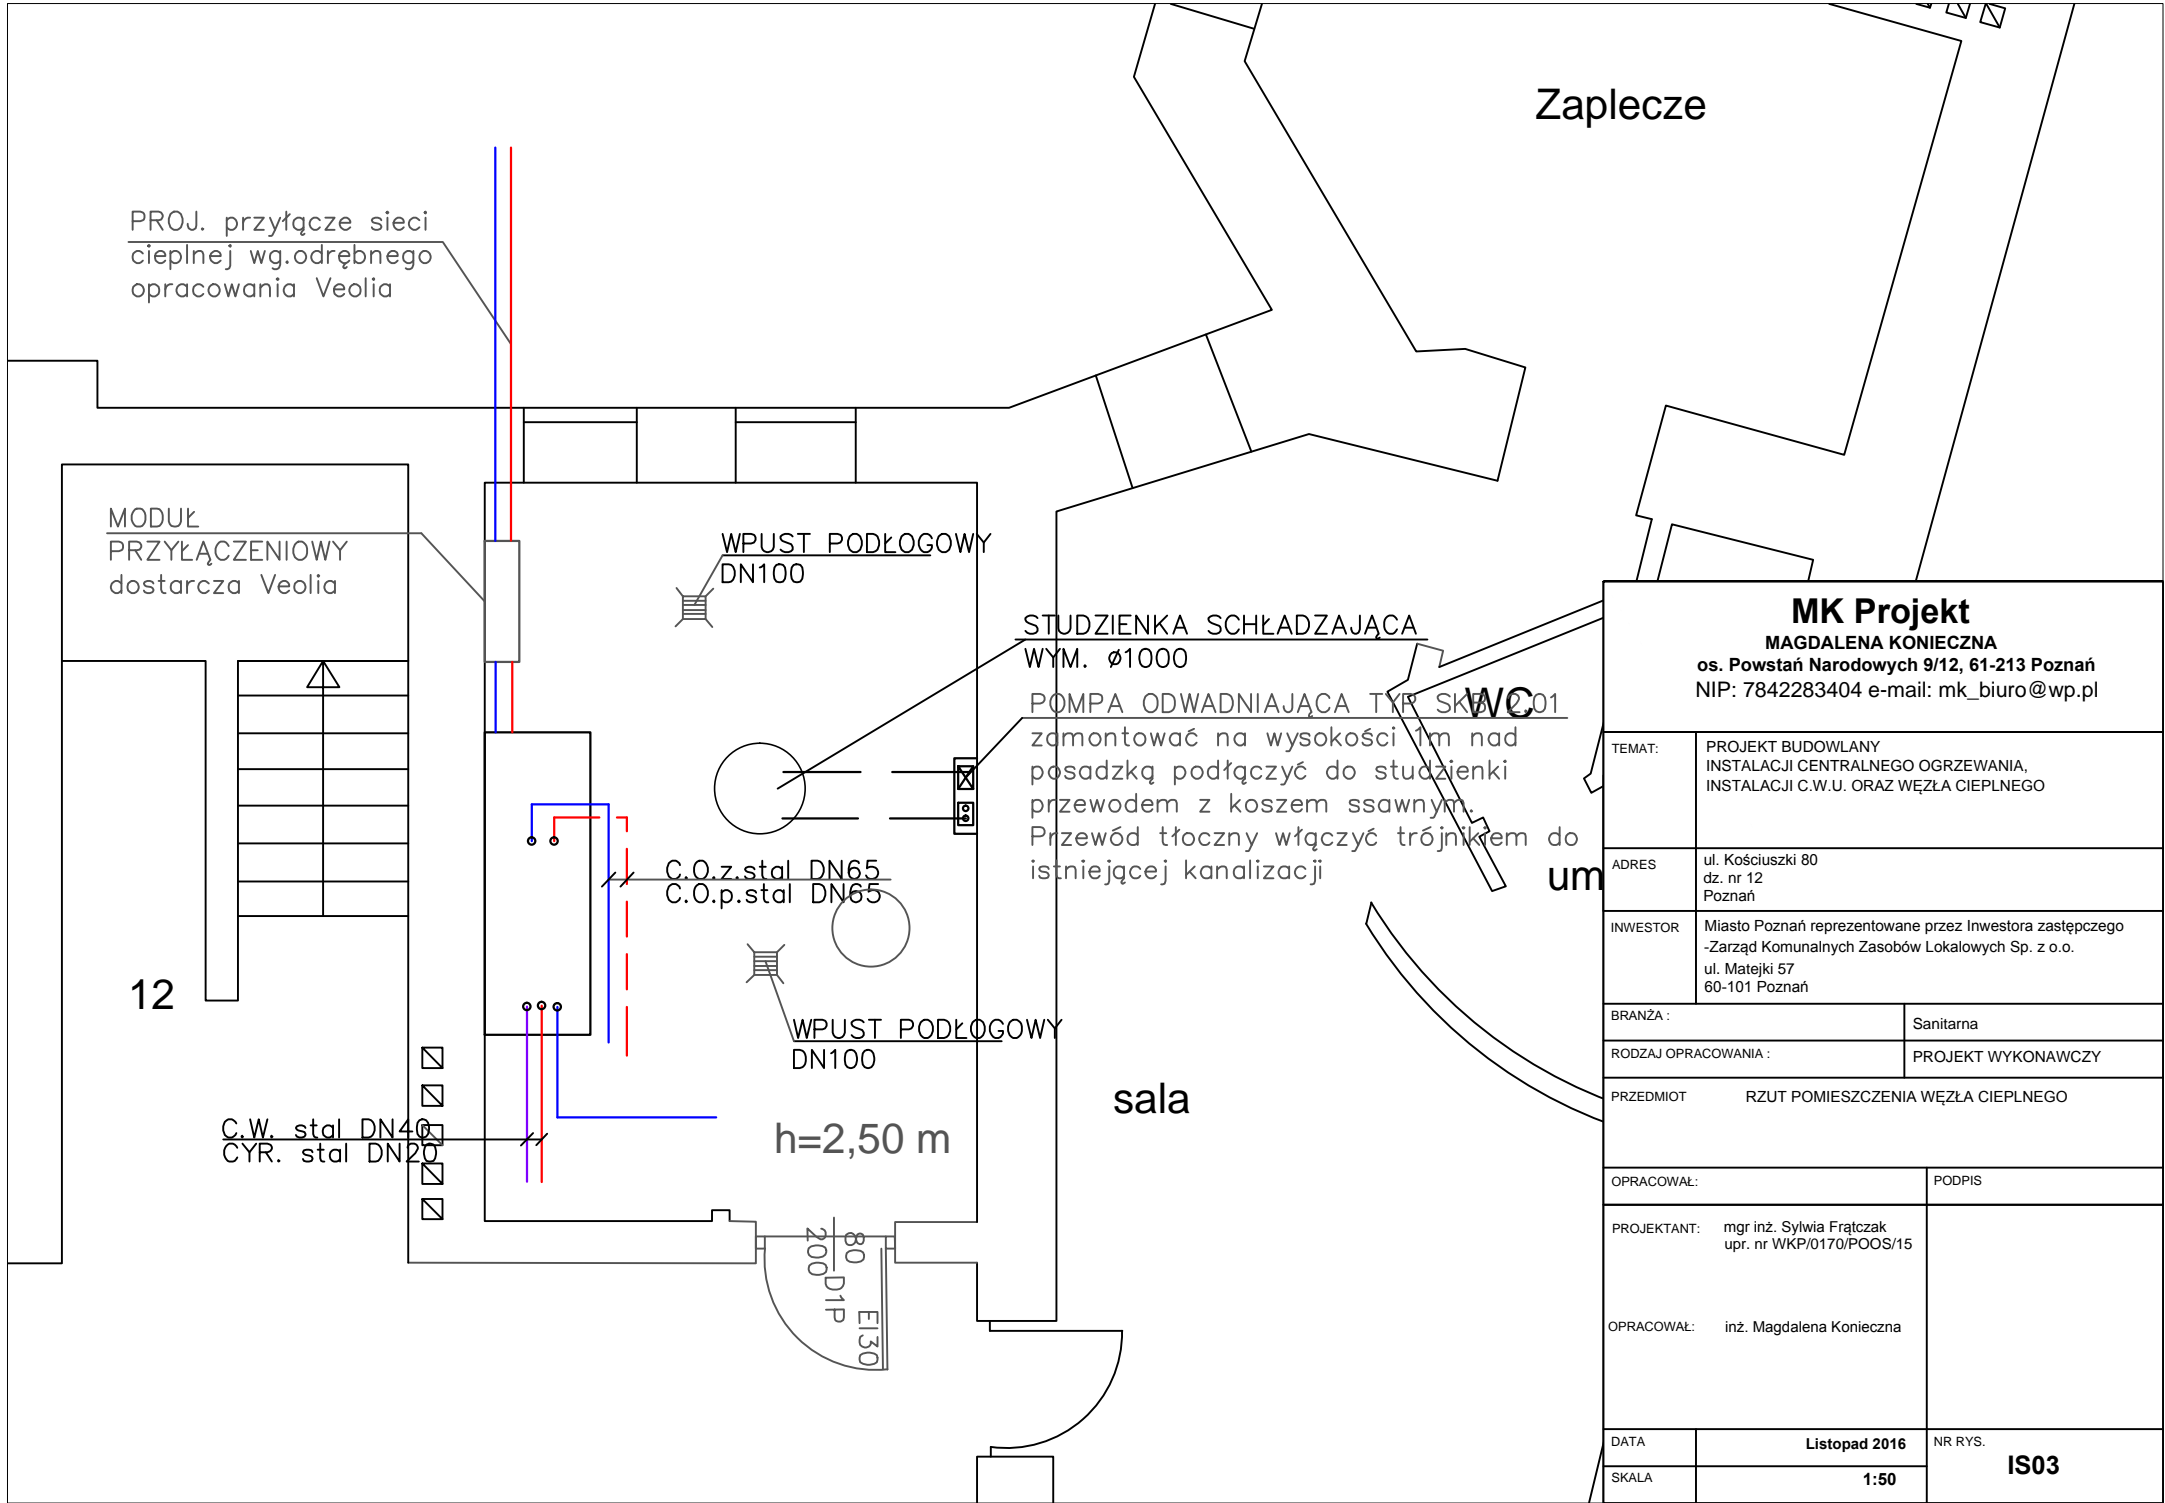 Zaplecze
PROJ. przyłącze sieci
cieplnej wg.odrębnego
opracowania Veolia
MODUŁ
PRZYŁĄCZENIOWY
dostarcza Veolia
WPUST PODŁOGOWY
DN100
STUDZIENKA SCHŁADZAJĄCA
WYM. ø1000
POMPA ODWADNIAJĄCA TYP SKB 2.01
zamontować na wysokości 1m nad
posadzką podłączyć do studzienki
przewodem z koszem ssawnym.
Przewód tłoczny włączyć trójnikiem do
istniejącej kanalizacji
WC
um
C.O.z.stal DN65
C.O.p.stal DN65
12
WPUST PODŁOGOWY
DN100
sala
C.W. stal DN40
CYR. stal DN20
h=2,50 m
80
200
D1P
EI30
MK Projekt
MAGDALENA KONIECZNA
os. Powstań Narodowych 9/12, 61-213 Poznań
NIP: 7842283404 e-mail: mk_biuro@wp.pl
TEMAT:
PROJEKT BUDOWLANY
INSTALACJI CENTRALNEGO OGRZEWANIA,
INSTALACJI C.W.U. ORAZ WĘZŁA CIEPLNEGO
ADRES
ul. Kościuszki 80
dz. nr 12
Poznań
INWESTOR
Miasto Poznań reprezentowane przez Inwestora zastępczego
-Zarząd Komunalnych Zasobów Lokalowych Sp. z o.o.
ul. Matejki 57
60-101 Poznań
BRANŻA :
Sanitarna
RODZAJ OPRACOWANIA :
PROJEKT WYKONAWCZY
PRZEDMIOT
RZUT POMIESZCZENIA WĘZŁA CIEPLNEGO
OPRACOWAŁ:
PODPIS
PROJEKTANT:
mgr inż. Sylwia Frątczak
upr. nr WKP/0170/POOS/15
OPRACOWAŁ:
inż. Magdalena Konieczna
DATA
Listopad 2016
NR RYS.
IS03
SKALA
1:50